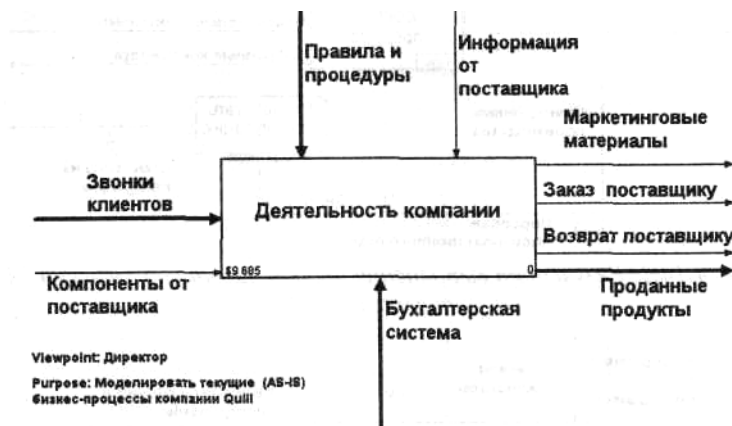 Правила и
процедуры
Информация
от
поставщика
Маркетинговые
материалы
Звонки
клиентов
Деятельность компании
Заказ поставщику
Возврат поставщику
$9 685
0
Компоненты от
поставщика
Бухгалтерская
система
Проданные
продукты
Viewpoint: Директор
Purpose: Моделировать текущие (AS-IS)
бизнес-процессы компании Quill